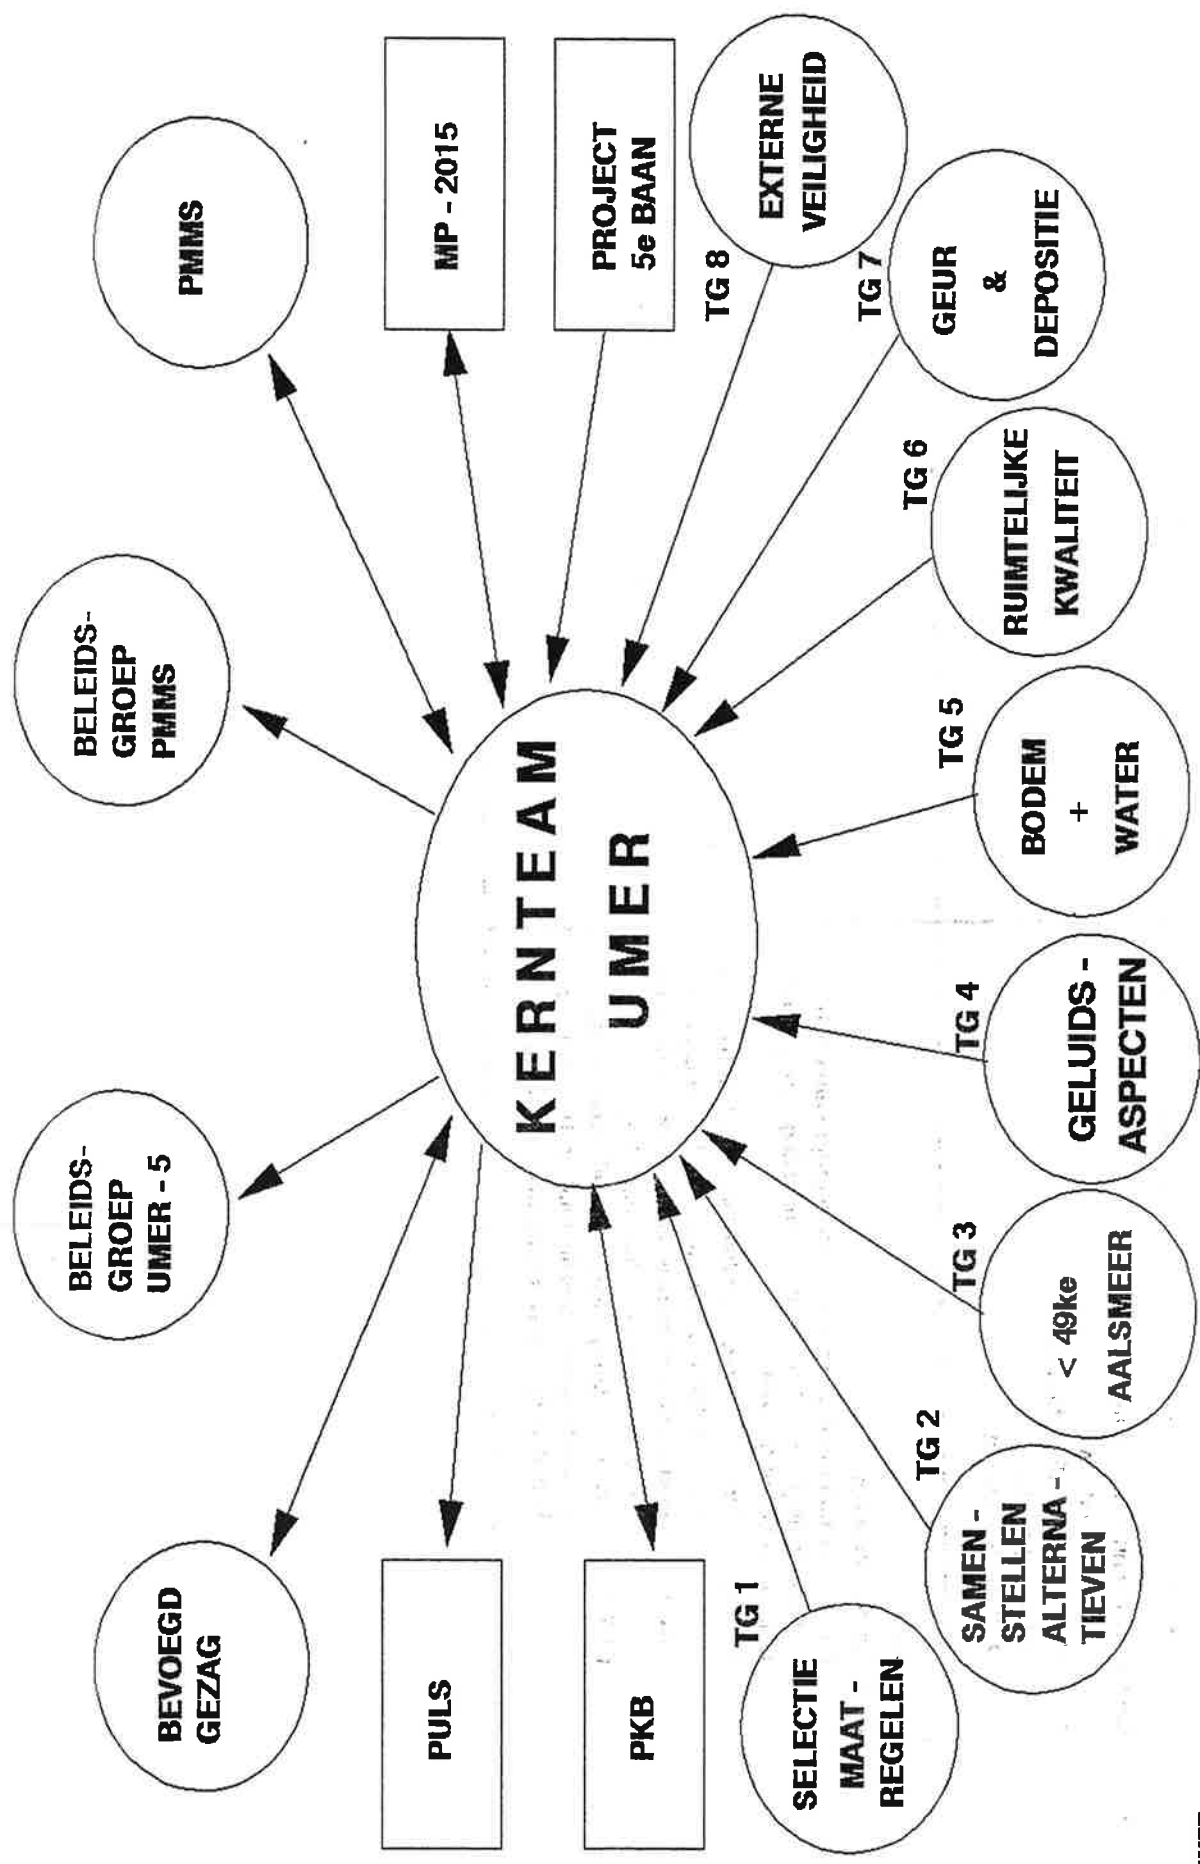 BELEIDS-
GROEP
UMER - 5
BELEIDS-
GROEP
PMMS
BEVOEGD
GEZAG
PMMS
PULS
MP - 2015
PKB
PROJECT
5e BAAN
KERNTEAM
UMER
TG 1
SELECTIE
MAAT -
REGELEN
TG 2
SAMEN -
STELLEN
ALTERNA -
TIEVEN
TG 3
< 49ke
AALSMEER
TG 4
GELUIDS -
ASPECTEN
TG 5
BODEM
+
WATER
TG 6
RUIMTELIJKE
KWALITEIT
TG 7
GEUR
&
DEPOSITIE
TG 8
EXTERNE
VEILIGHEID